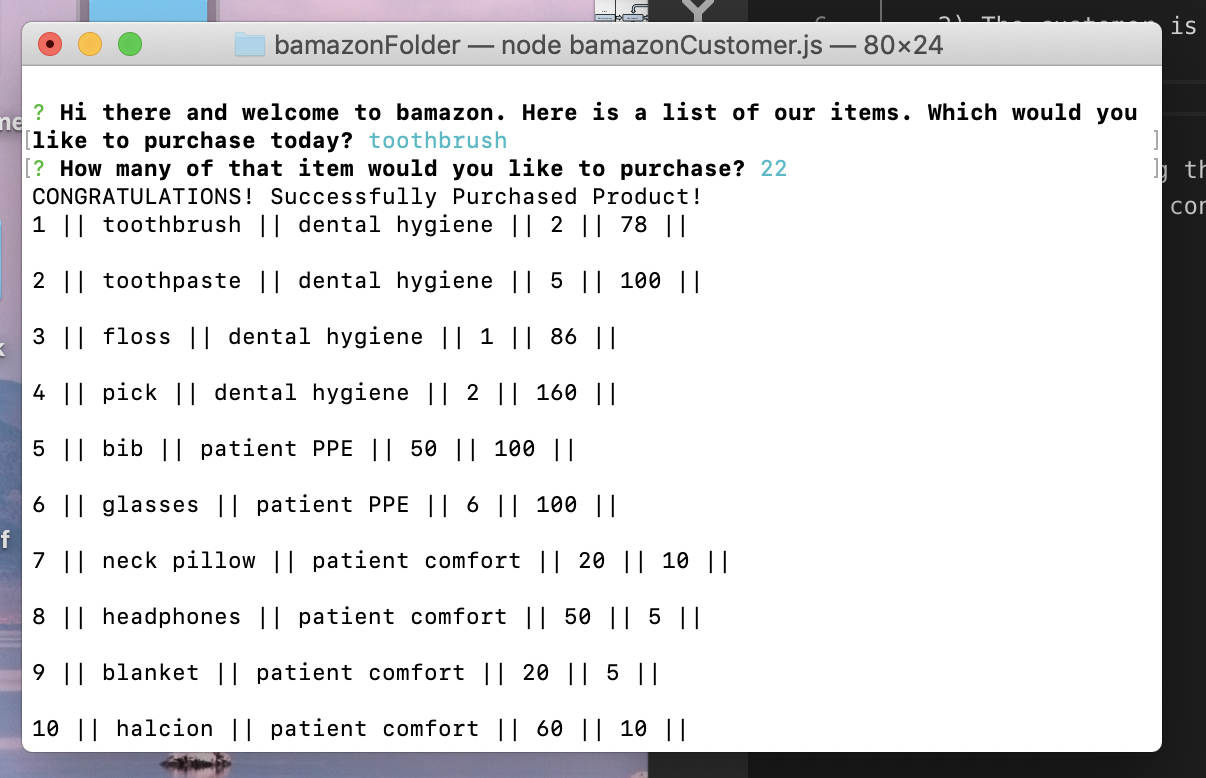 bamazonFolder — node bamazonCustomer.js — 80×24
3) The customer is
? Hi there and welcome to bamazon. Here is a list of our items. Which would you
[like to purchase today? toothbrush ]
[? How many of that item would you like to purchase? 22 ]
CONGRATULATIONS! Successfully Purchased Product!
1 || toothbrush || dental hygiene || 2 || 78 ||
2 || toothpaste || dental hygiene || 5 || 100 ||
3 || floss || dental hygiene || 1 || 86 ||
4 || pick || dental hygiene || 2 || 160 ||
5 || bib || patient PPE || 50 || 100 ||
6 || glasses || patient PPE || 6 || 100 ||
7 || neck pillow || patient comfort || 20 || 10 ||
8 || headphones || patient comfort || 50 || 5 ||
9 || blanket || patient comfort || 20 || 5 ||
10 || halcion || patient comfort || 60 || 10 ||